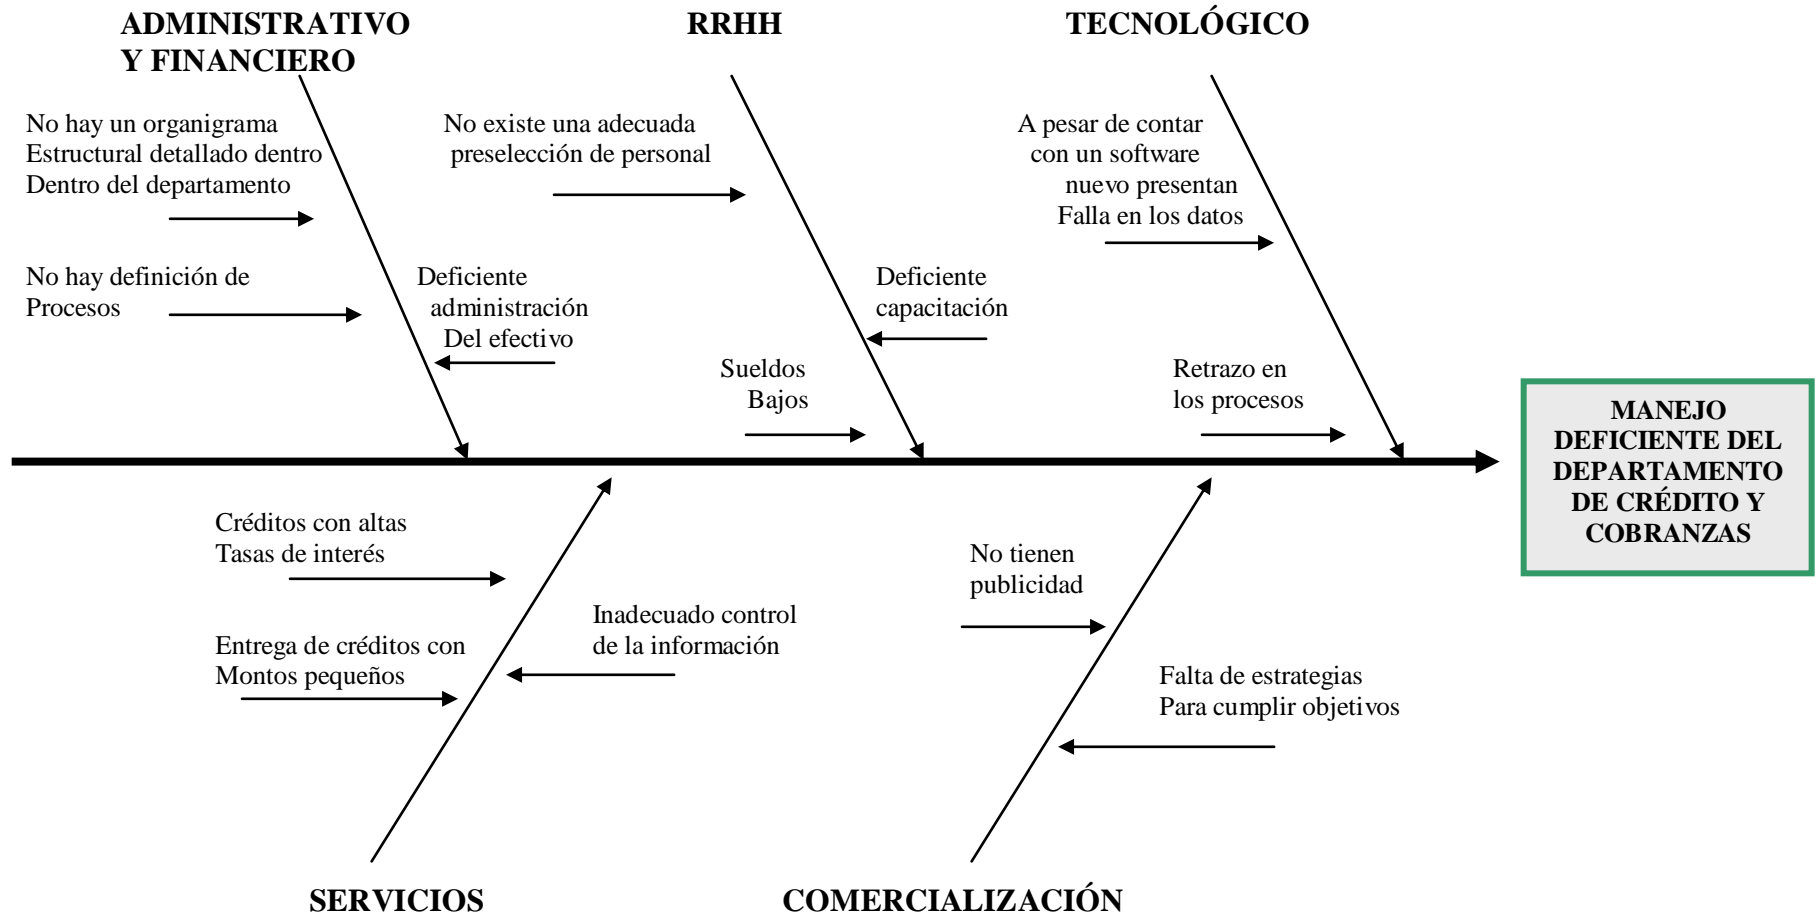 ADMINISTRATIVO
Y FINANCIERO
RRHH
TECNOLÓGICO
No hay un organigrama
Estructural detallado dentro
Dentro del departamento
No hay definición de
Procesos
Deficiente
administración
Del efectivo
No existe una adecuada
preselección de personal
Deficiente
capacitación
Sueldos
Bajos
A pesar de contar
con un software
nuevo presentan
Falla en los datos
Retrazo en
los procesos
MANEJO
DEFICIENTE DEL
DEPARTAMENTO
DE CRÉDITO Y
COBRANZAS
Créditos con altas
Tasas de interés
Entrega de créditos con
Montos pequeños
Inadecuado control
de la información
No tienen
publicidad
Falta de estrategias
Para cumplir objetivos
SERVICIOS
COMERCIALIZACIÓN